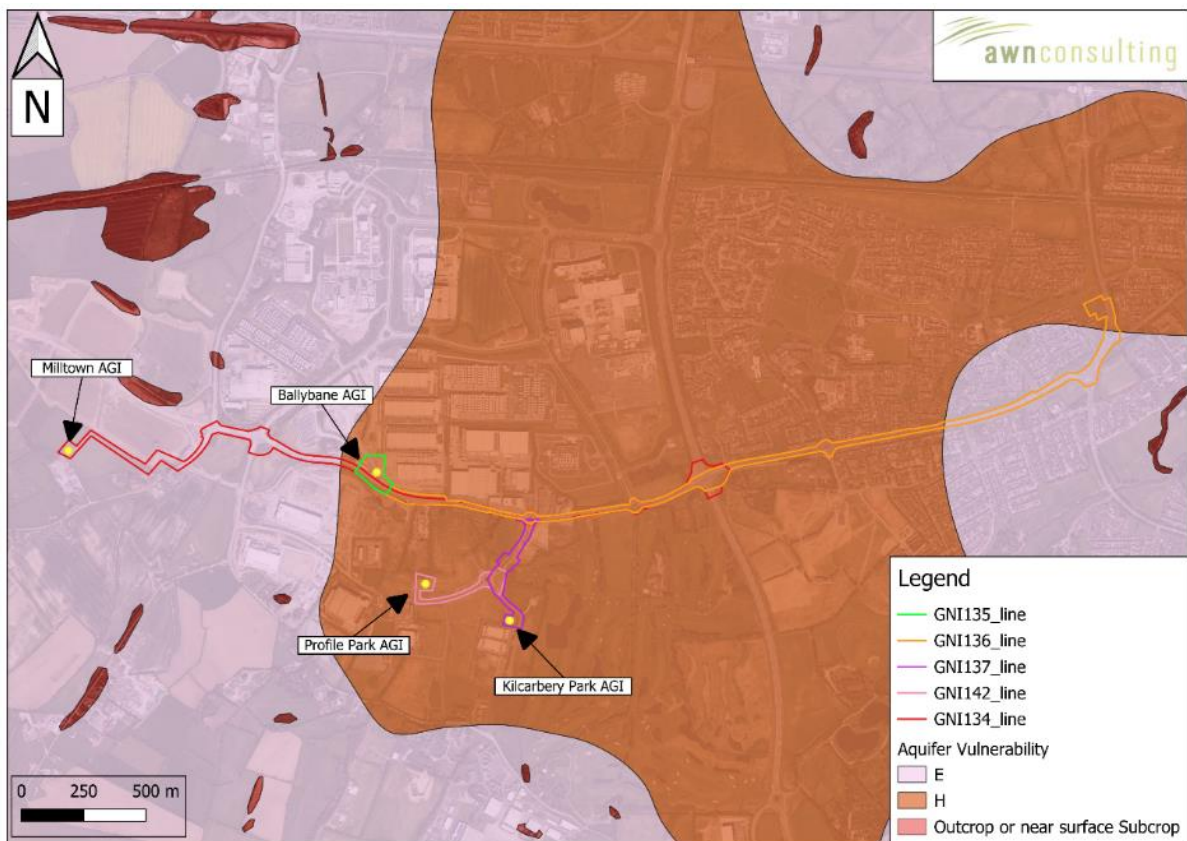 awnconsulting
N
Milltown AGI
Ballybane AGI
Profile Park AGI
Kilcarbery Park AGI
Legend
GNI135_line
GNI136_line
GNI137_line
GNI142_line
GNI134_line
Aquifer Vulnerability
E
H
Outcrop or near surface Subcrop
0 250 500 m